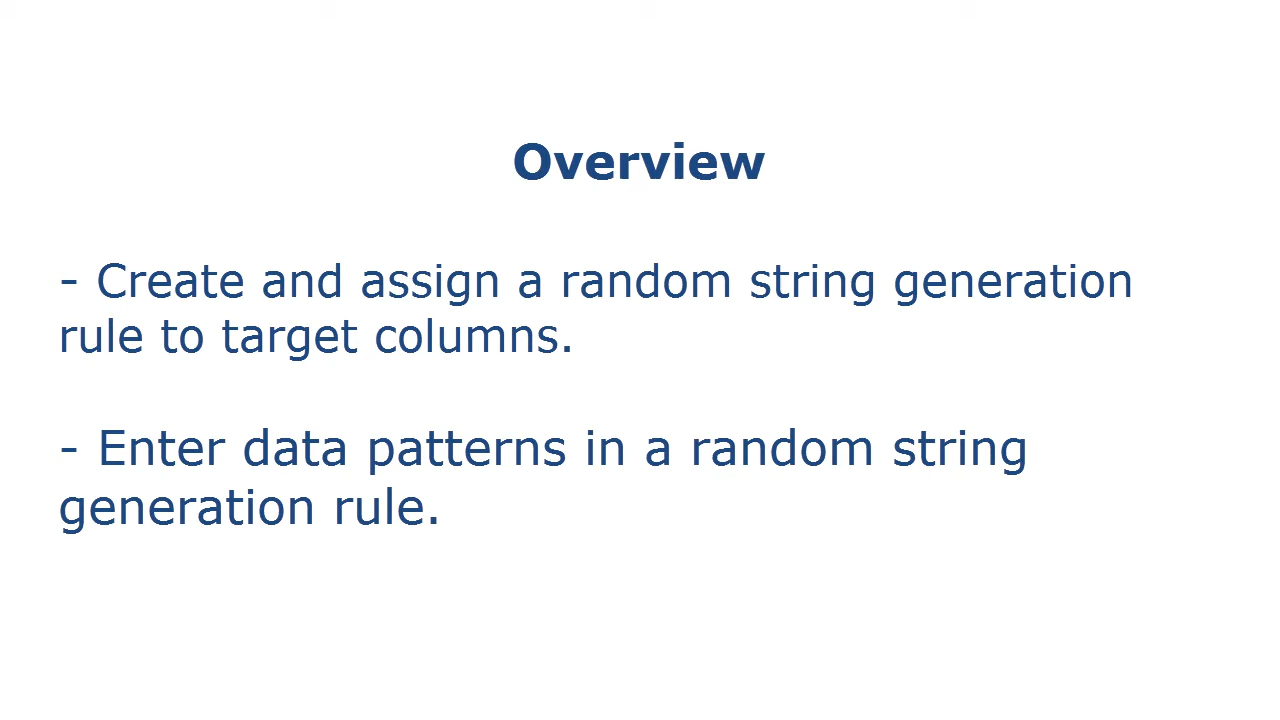 Overview
- Create and assign a random string generation
rule to target columns.
- Enter data patterns in a random string
generation rule.